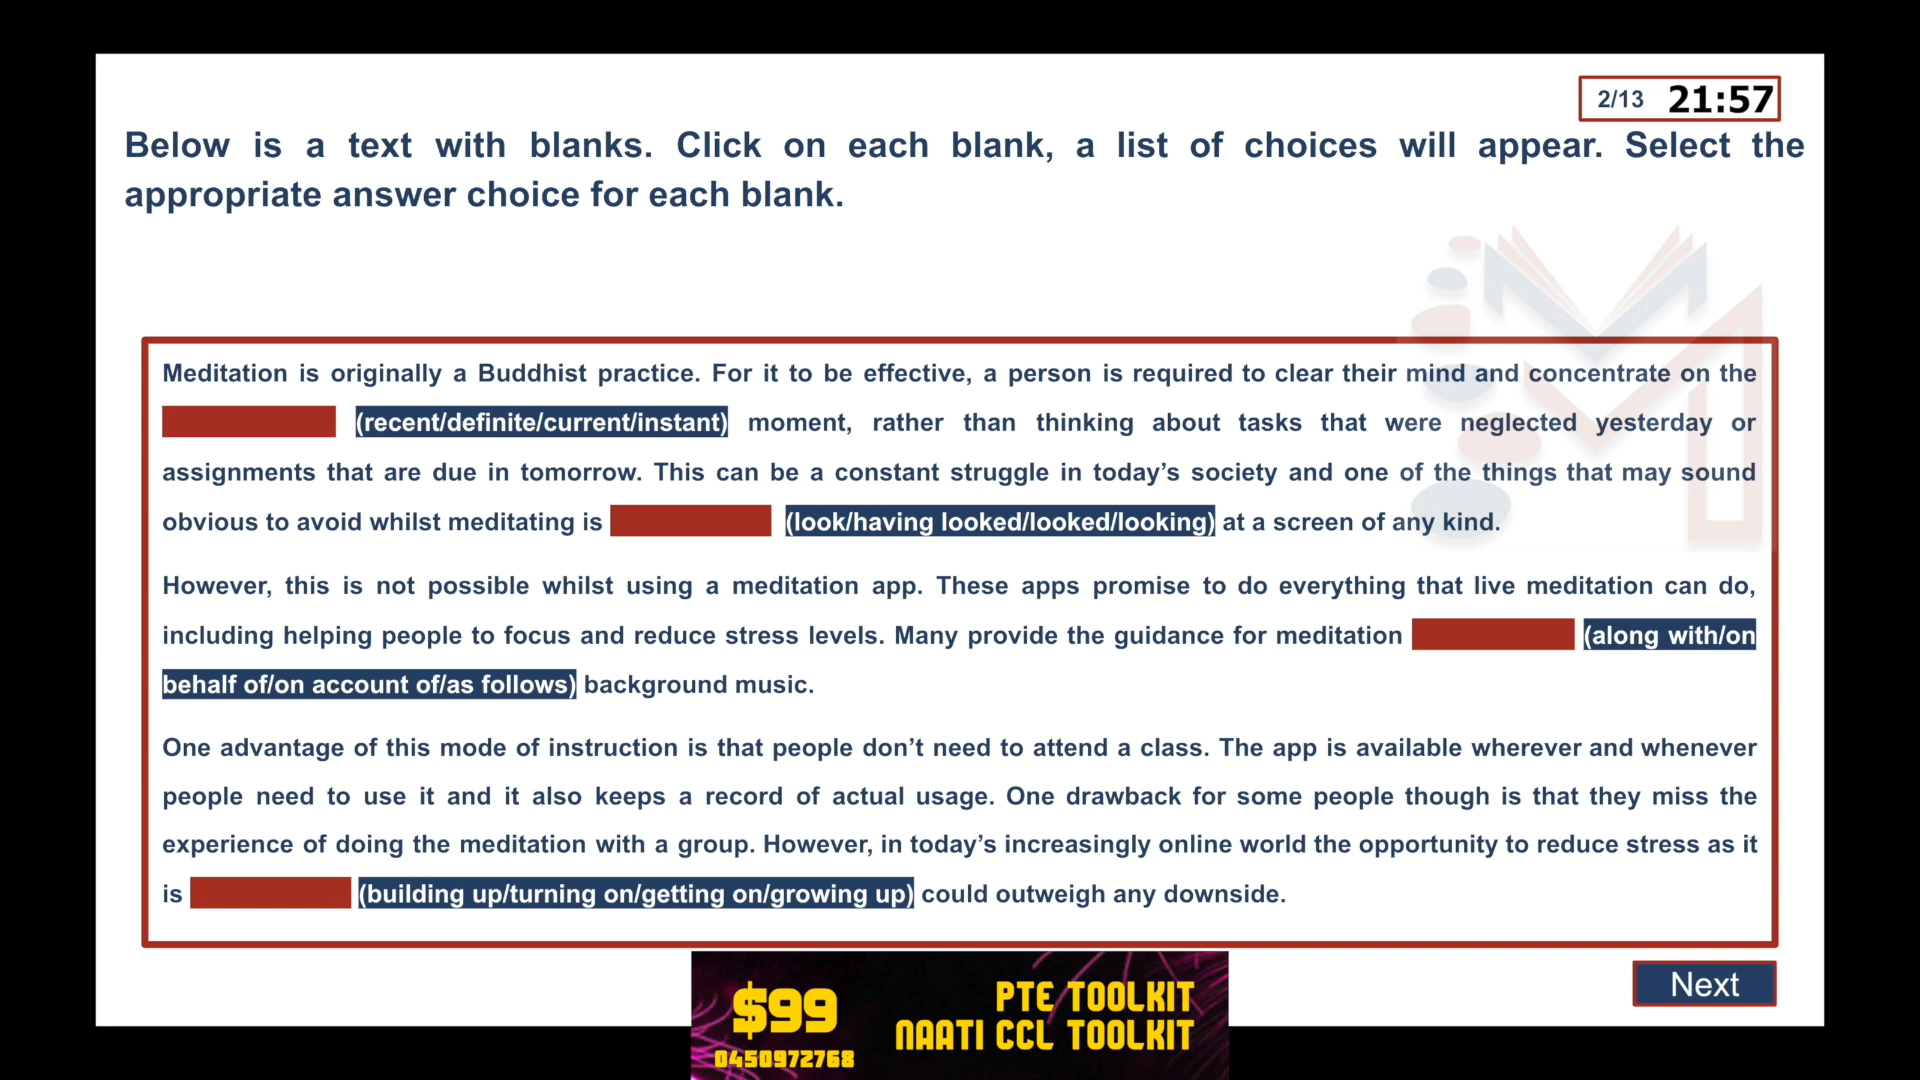 2/13 21:57
Below is a text with blanks. Click on each blank, a list of choices will appear. Select the
appropriate answer choice for each blank.
Meditation is originally a Buddhist practice. For it to be effective, a person is required to clear their mind and concentrate on the
(recent/definite/current/instant) moment, rather than thinking about tasks that were neglected yesterday or
assignments that are due in tomorrow. This can be a constant struggle in today’s society and one of the things that may sound
obvious to avoid whilst meditating is (look/having looked/looked/looking) at a screen of any kind.
However, this is not possible whilst using a meditation app. These apps promise to do everything that live meditation can do,
including helping people to focus and reduce stress levels. Many provide the guidance for meditation (along with/on
behalf of/on account of/as follows) background music.
One advantage of this mode of instruction is that people don’t need to attend a class. The app is available wherever and whenever
people need to use it and it also keeps a record of actual usage. One drawback for some people though is that they miss the
experience of doing the meditation with a group. However, in today’s increasingly online world the opportunity to reduce stress as it
is (building up/turning on/getting on/growing up) could outweigh any downside.
Next
$99
0450972768
PTE TOOLKIT
NAATI CCL TOOLKIT